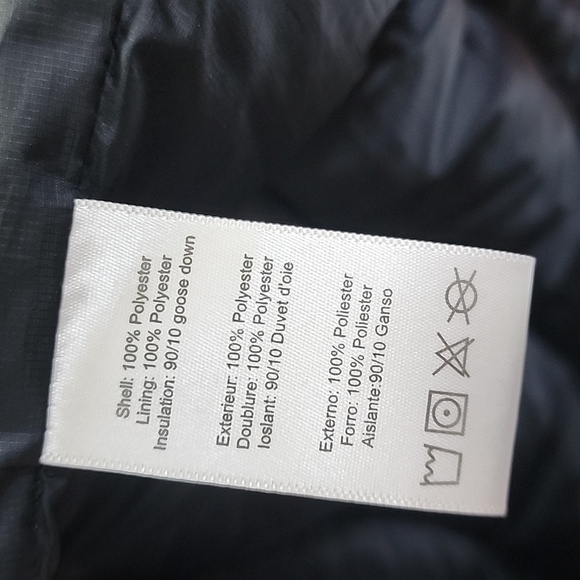 Shell: 100% Polyester
Lining: 100% Polyester
Insulation: 90/10 goose down
Exterieur: 100% Polyester
Doublure: 100% Polyester
Ioslant: 90/10 Duvet d'oie
Externo: 100% Poliester
Forro: 100% Poliester
Aislante:90/10 Ganso